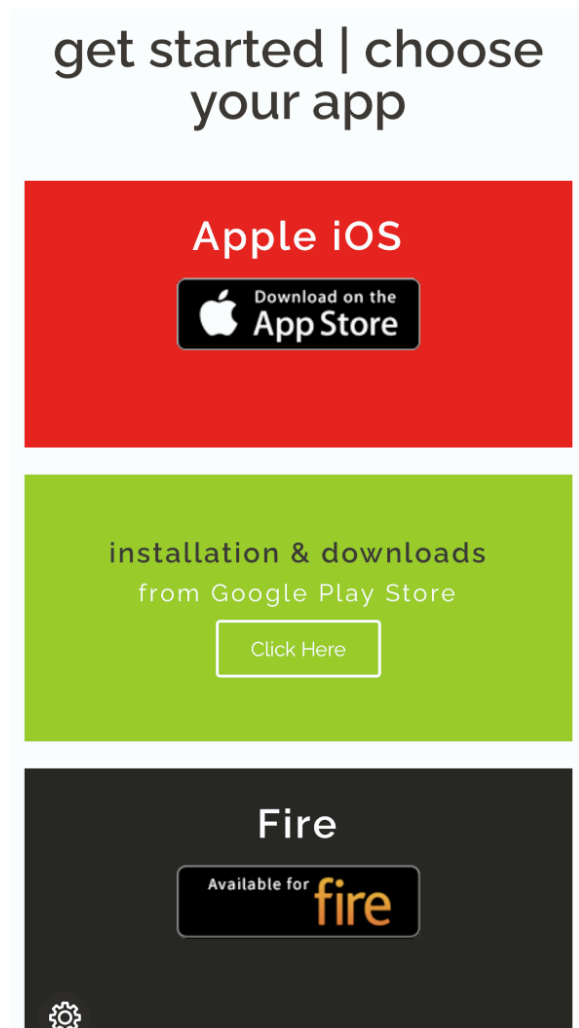 get started | choose
your app
Apple iOS
Download on the
App Store
installation & downloads
from Google Play Store
Click Here
Fire
Available for fire